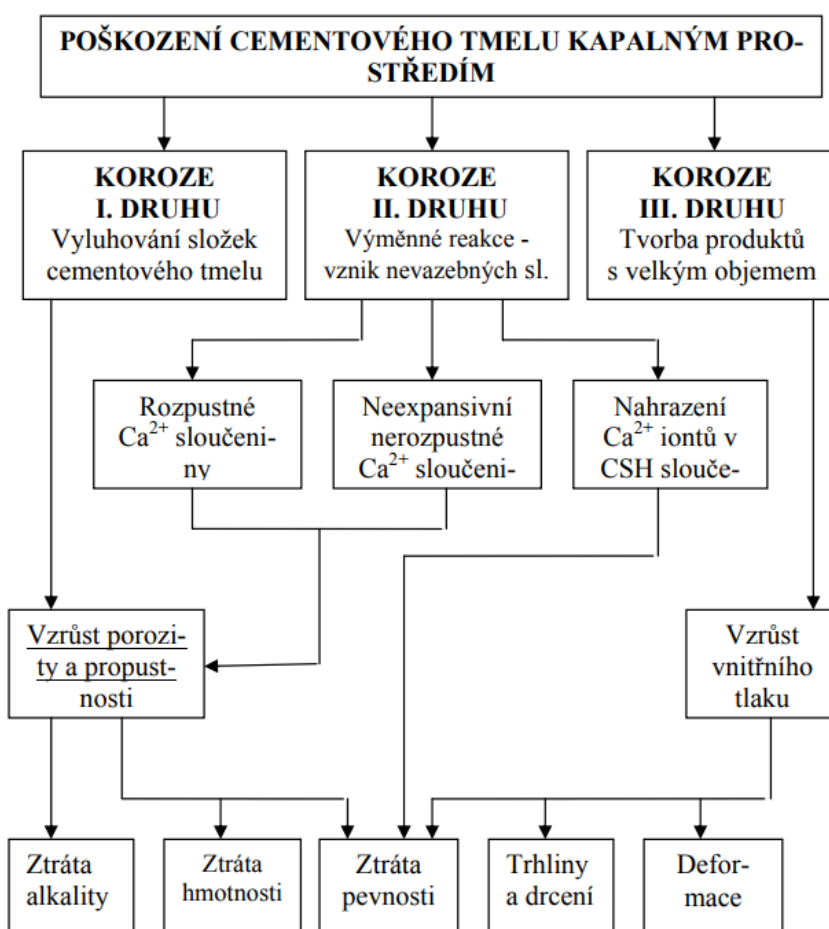 POŠKOZENÍ CEMENTOVÉHO TMELU KAPALNÝM PRO-
STŘEDÍM
KOROZE
I. DRUHU
Vyluhování složek
cementového tmelu
KOROZE
II. DRUHU
Výměnné reakce -
vznik nevazebných sl.
KOROZE
III. DRUHU
Tvorba produktů
s velkým objemem
Rozpustné
Ca²⁺ sloučeni-
ny
Neexpansivní
nerozpustné
Ca²⁺ sloučeni-
Nahrazení
Ca²⁺ iontů v
CSH slouče-
Vzrůst porozi-
ty a propust-
nosti
Vzrůst
vnitřního
tlaku
Ztráta
alkality
Ztráta
hmotnosti
Ztráta
pevnosti
Trhliny
a drcení
Defor-
mace